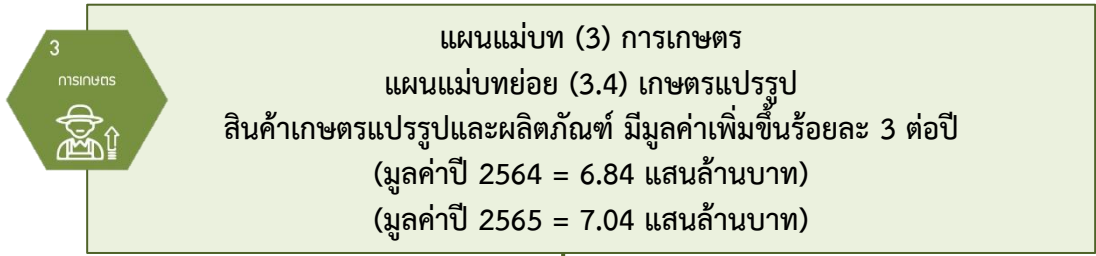 3
การเกษตร
แผนแม่บท (3) การเกษตร
แผนแม่บทย่อย (3.4) เกษตรแปรรูป
สินค้าเกษตรแปรรูปและผลิตภัณฑ์ มีมูลค่าเพิ่มขึ้นร้อยละ 3 ต่อปี
(มูลค่าปี 2564 = 6.84 แสนล้านบาท)
(มูลค่าปี 2565 = 7.04 แสนล้านบาท)